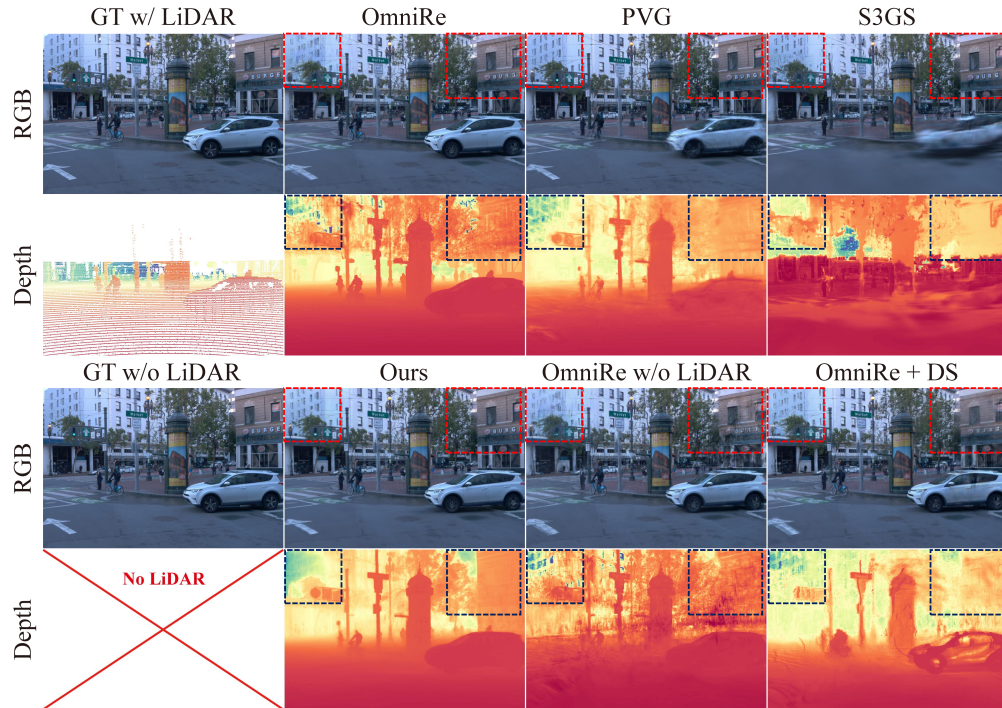 GT w/ LiDAR OmniRe PVG S3GS
RGB
Depth
GT w/o LiDAR Ours OmniRe w/o LiDAR OmniRe + DS
RGB
Depth
No LiDAR